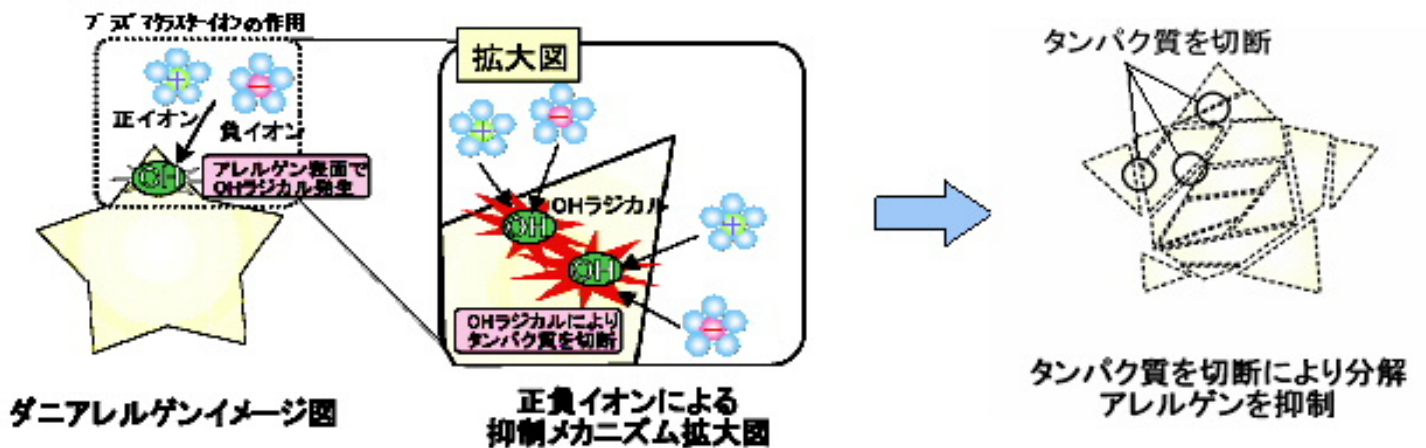 プラズマクラスターイオンの作用
正イオン
負イオン
OH
アレルゲン表面で
OHラジカル発生
ダニアレルゲンイメージ図
拡大図
OHラジカル
OH
OH
OHラジカルにより
タンパク質を切断
正負イオンによる
抑制メカニズム拡大図
タンパク質を切断
タンパク質を切断により分解
アレルゲンを抑制